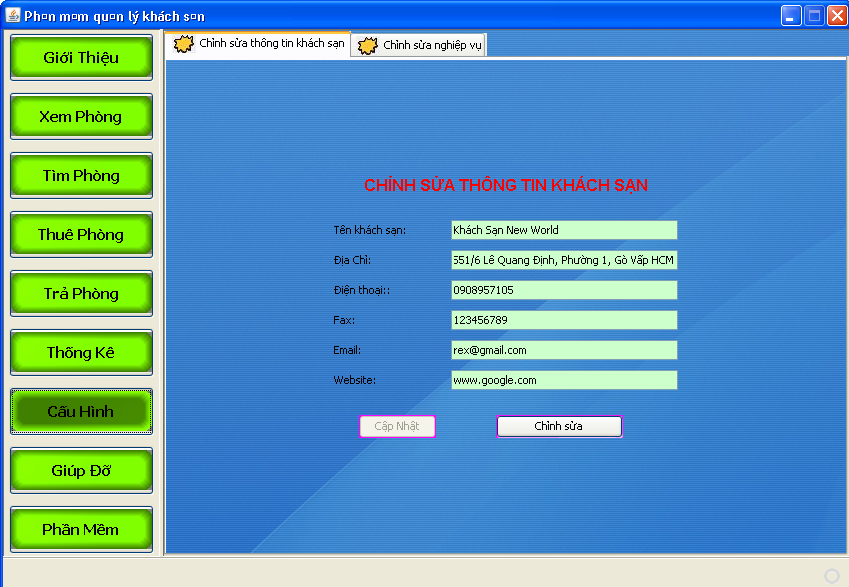 Ph¤n m¤m qu¤n lý khách s¤n
Giới Thiệu
Xem Phòng
Tìm Phòng
Thuê Phòng
Trả Phòng
Thống Kê
Cấu Hình
Giúp Đỡ
Phần Mềm
Chỉnh sửa thông tin khách sạn
Chỉnh sửa nghiệp vụ
CHỈNH SỬA THÔNG TIN KHÁCH SẠN
Tên khách sạn: Khách Sạn New World
Địa Chỉ: 551/6 Lê Quang Định, Phường 1, Gò Vấp HCM
Điện thoại:: 0908957105
Fax: 123456789
Email: rex@gmail.com
Website: www.google.com
Cập Nhật
Chỉnh sửa